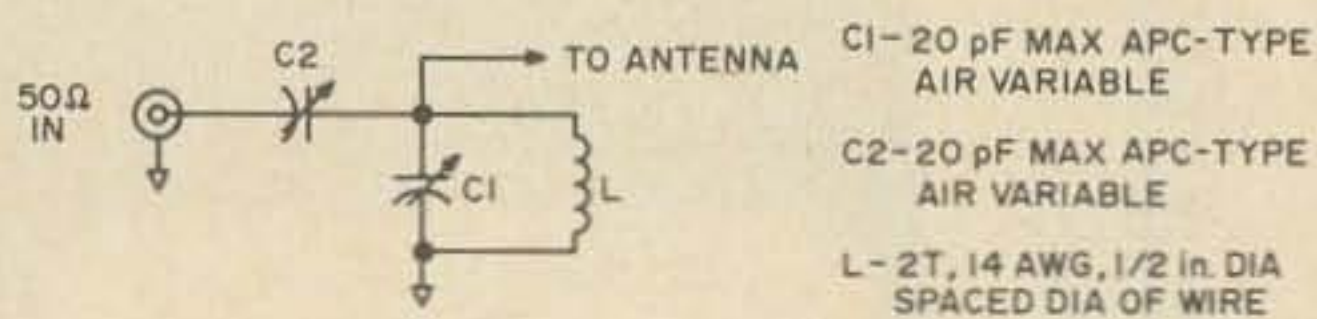 50Ω
IN
C2
TO ANTENNA
C1
L
C1-20 pF MAX APC-TYPE
AIR VARIABLE
C2-20 pF MAX APC-TYPE
AIR VARIABLE
L-2T, 14 AWG, 1/2 in. DIA
SPACED DIA OF WIRE